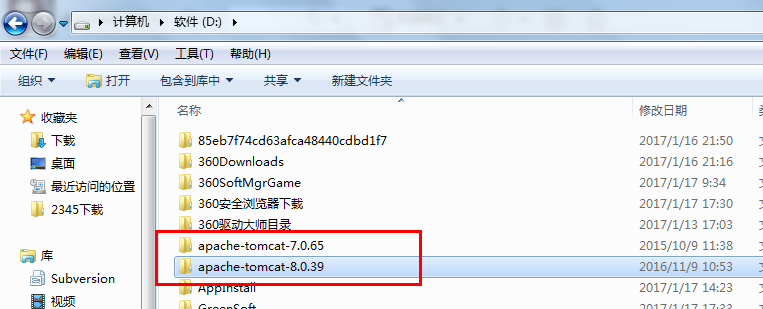 计算机 软件 (D:)
文件(F) 编辑(E) 查看(V) 工具(T) 帮助(H)
组织 打开 包含到库中 共享 新建文件夹
收藏夹
下载
桌面
最近访问的位置
2345下载
库
Subversion
视频
名称 修改日期
85eb7f74cd63afca48440cdbd1f7 2017/1/16 21:50
360Downloads 2017/1/16 21:16
360SoftMgrGame 2017/1/17 9:34
360安全浏览器下载 2017/1/17 17:30
360驱动大师目录 2017/1/13 17:03
apache-tomcat-7.0.65 2015/10/9 11:38
apache-tomcat-8.0.39 2016/11/9 10:53
AppInstall 2017/1/17 14:23
GreenSoft 2017/1/17 17:33